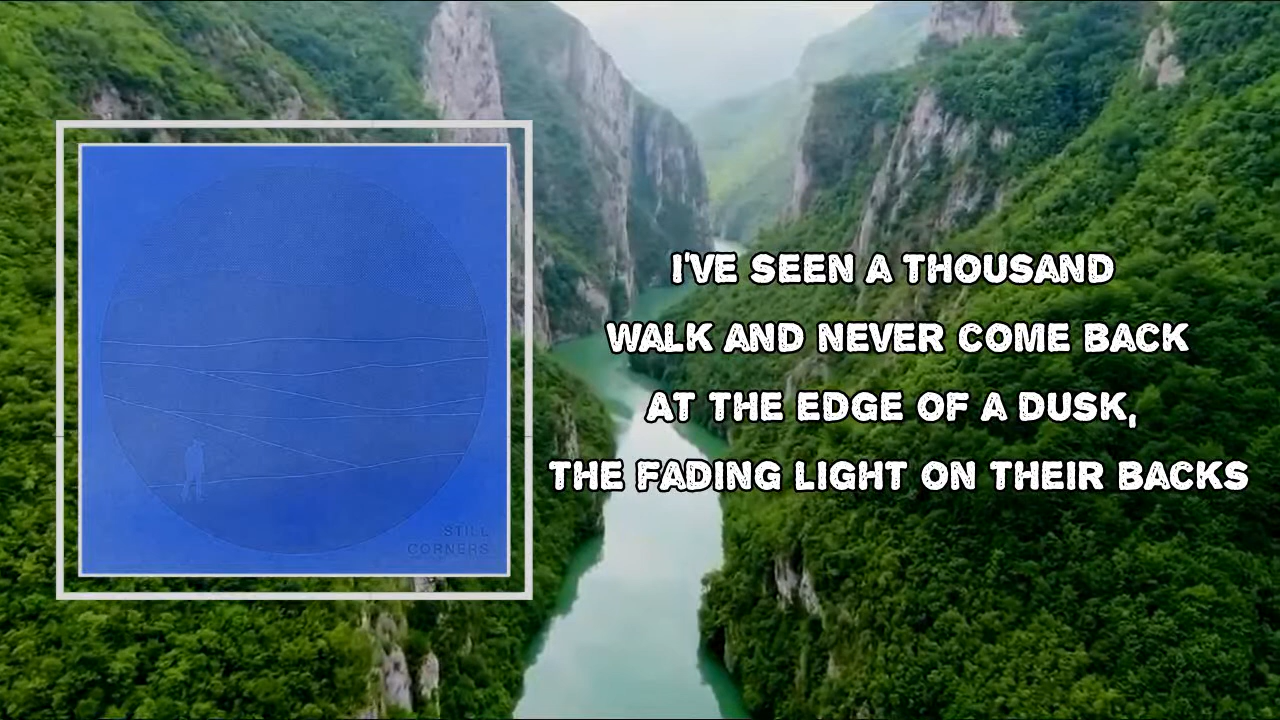 I'VE SEEN A THOUSAND
WALK AND NEVER COME BACK
AT THE EDGE OF A DUSK,
THE FADING LIGHT ON THEIR BACKS
STILL
CORNERS